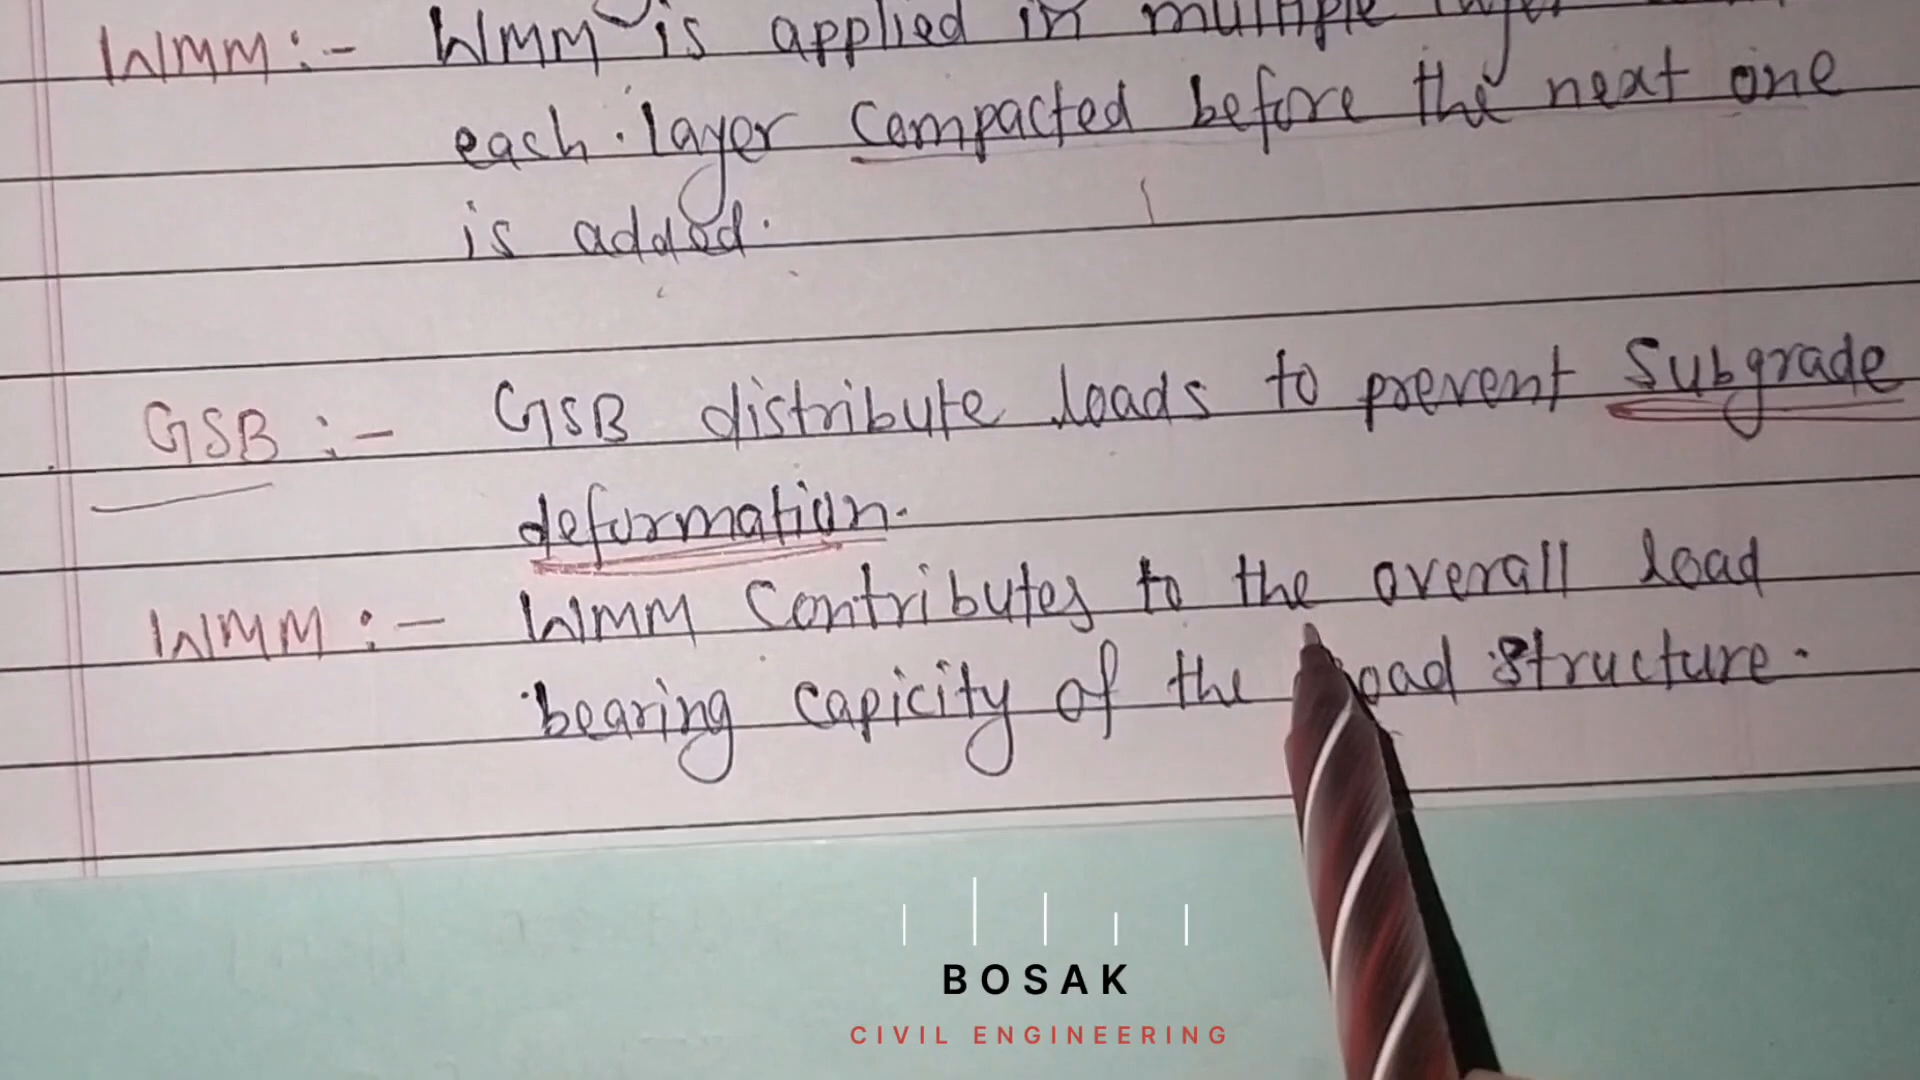 WMM :- WMM is applied in multiple layer
each layer compacted before the next one
is added.
GSB :- GSB distribute loads to prevent Subgrade
deformation.
WMM :- WMM Contributes to the overall load
bearing capicity of the road structure.
BOSAK
CIVIL ENGINEERING